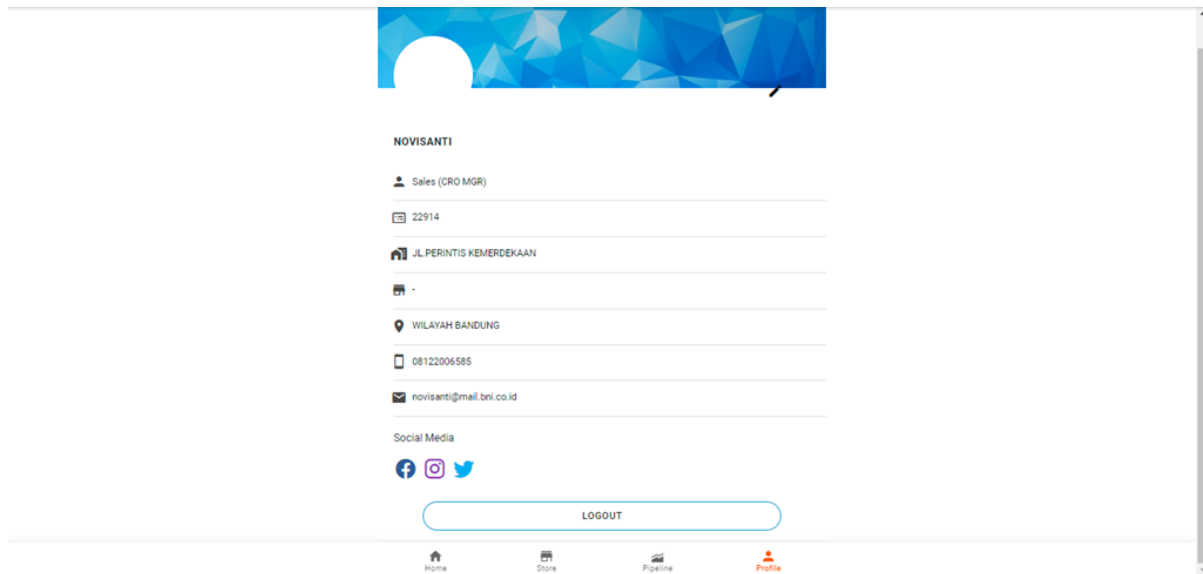 NOVISANTI
Sales (CRO MGR)
22914
JL.PERINTIS KEMERDEKAAN
-
WILAYAH BANDUNG
08122006585
novisanti@mail.bni.co.id
Social Media
LOGOUT
Home Store Pipeline Profile